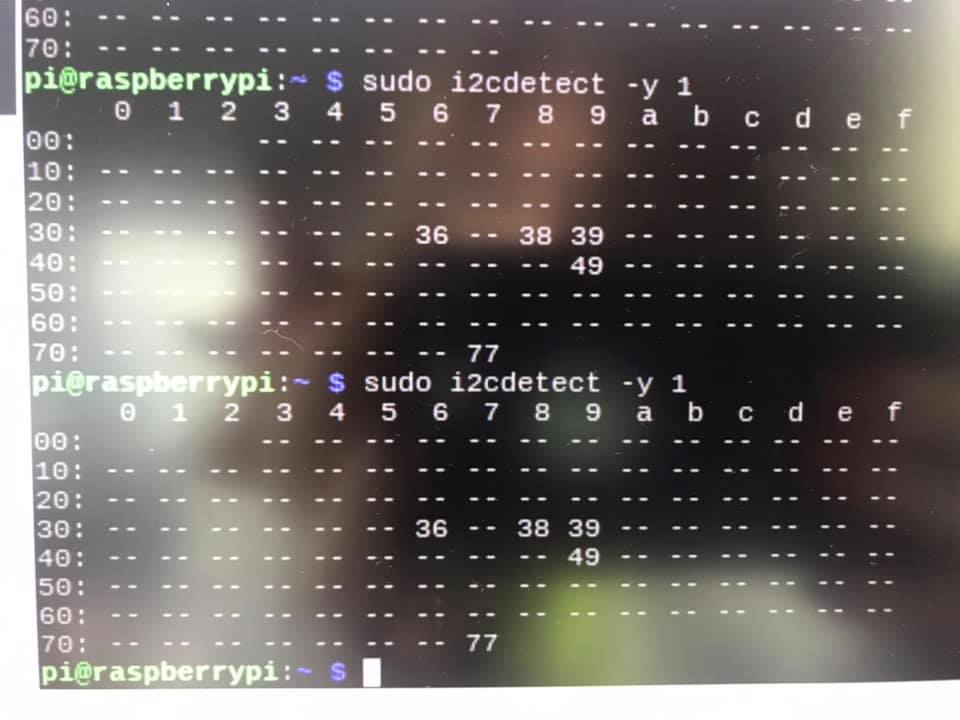 60: -- -- -- -- -- -- -- -- -- -- -- -- -- -- -- --
70: -- -- -- -- -- -- -- --
pi@raspberrypi:~ $ sudo i2cdetect -y 1
0 1 2 3 4 5 6 7 8 9 a b c d e f
00: -- -- -- -- -- -- -- -- -- -- -- -- --
10: -- -- -- -- -- -- -- -- -- -- -- -- -- -- -- --
20: -- -- -- -- -- -- -- -- -- -- -- -- -- -- -- --
30: -- -- -- -- -- -- 36 -- 38 39 -- -- -- -- -- --
40: -- -- -- -- -- -- -- -- -- 49 -- -- -- -- -- --
50: -- -- -- -- -- -- -- -- -- -- -- -- -- -- -- --
60: -- -- -- -- -- -- -- -- -- -- -- -- -- -- -- --
70: -- -- -- -- -- -- -- 77
pi@raspberrypi:~ $ sudo i2cdetect -y 1
0 1 2 3 4 5 6 7 8 9 a b c d e f
00: -- -- -- -- -- -- -- -- -- -- -- -- --
10: -- -- -- -- -- -- -- -- -- -- -- -- -- -- -- --
20: -- -- -- -- -- -- -- -- -- -- -- -- -- -- -- --
30: -- -- -- -- -- -- 36 -- 38 39 -- -- -- -- -- --
40: -- -- -- -- -- -- -- -- -- 49 -- -- -- -- -- --
50: -- -- -- -- -- -- -- -- -- -- -- -- -- -- -- --
60: -- -- -- -- -- -- -- -- -- -- -- -- -- -- -- --
70: -- -- -- -- -- -- -- 77
pi@raspberrypi:~ $